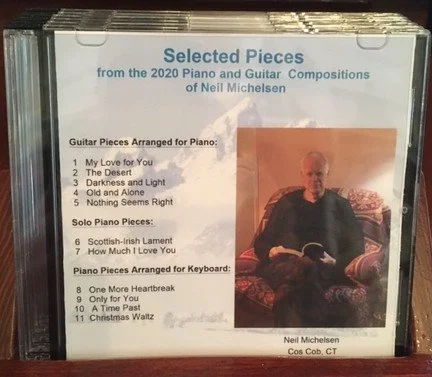 Selected Pieces
from the 2020 Piano and Guitar Compositions
of Neil Michelsen
Guitar Pieces Arranged for Piano:
1 My Love for You
2 The Desert
3 Darkness and Light
4 Old and Alone
5 Nothing Seems Right
Solo Piano Pieces:
6 Scottish-Irish Lament
7 How Much I Love You
Piano Pieces Arranged for Keyboard:
8 One More Heartbreak
9 Only for You
10 A Time Past
11 Christmas Waltz
Neil Michelsen
Cos Cob, CT